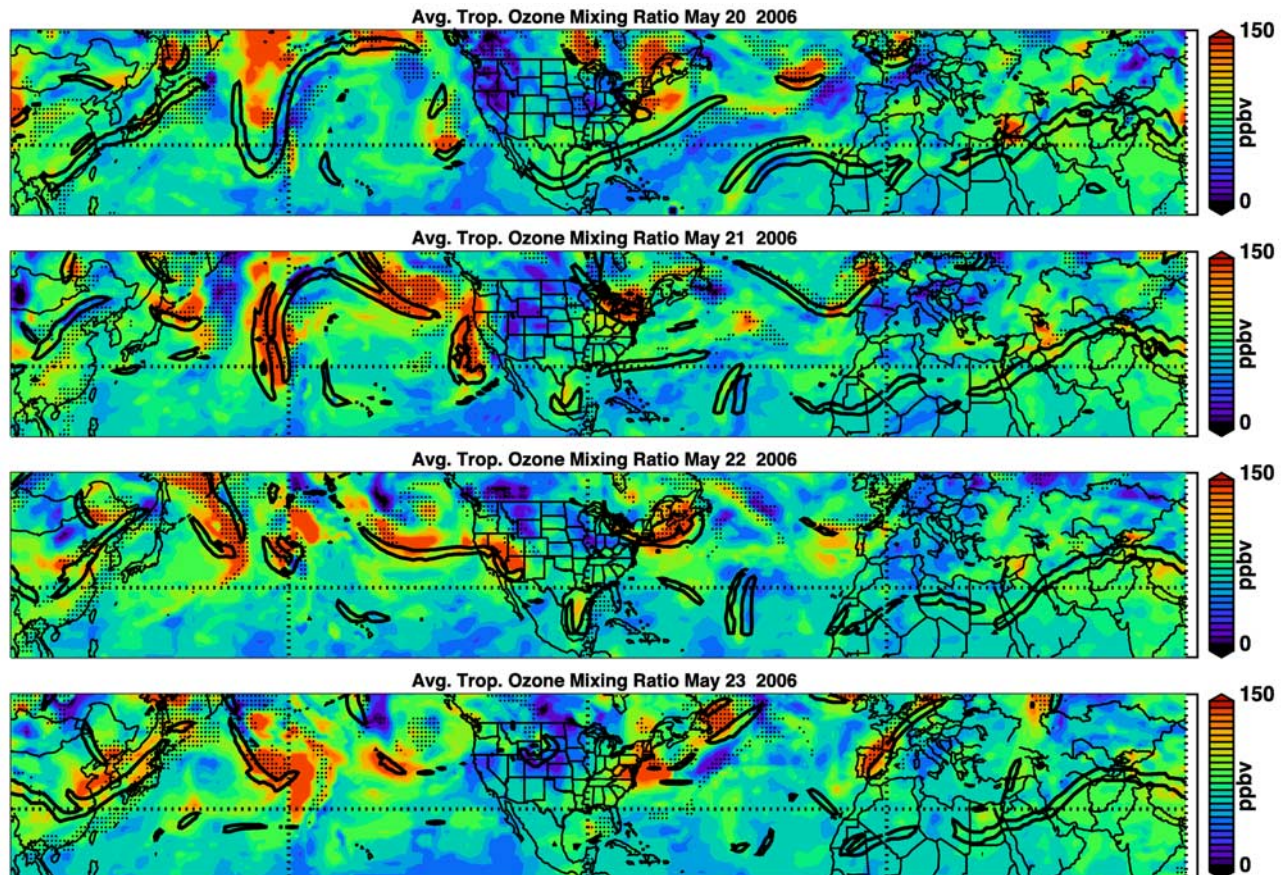 Avg. Trop. Ozone Mixing Ratio May 20  2006
150
ppbv
0
Avg. Trop. Ozone Mixing Ratio May 21  2006
150
ppbv
0
Avg. Trop. Ozone Mixing Ratio May 22  2006
150
ppbv
0
Avg. Trop. Ozone Mixing Ratio May 23  2006
150
ppbv
0